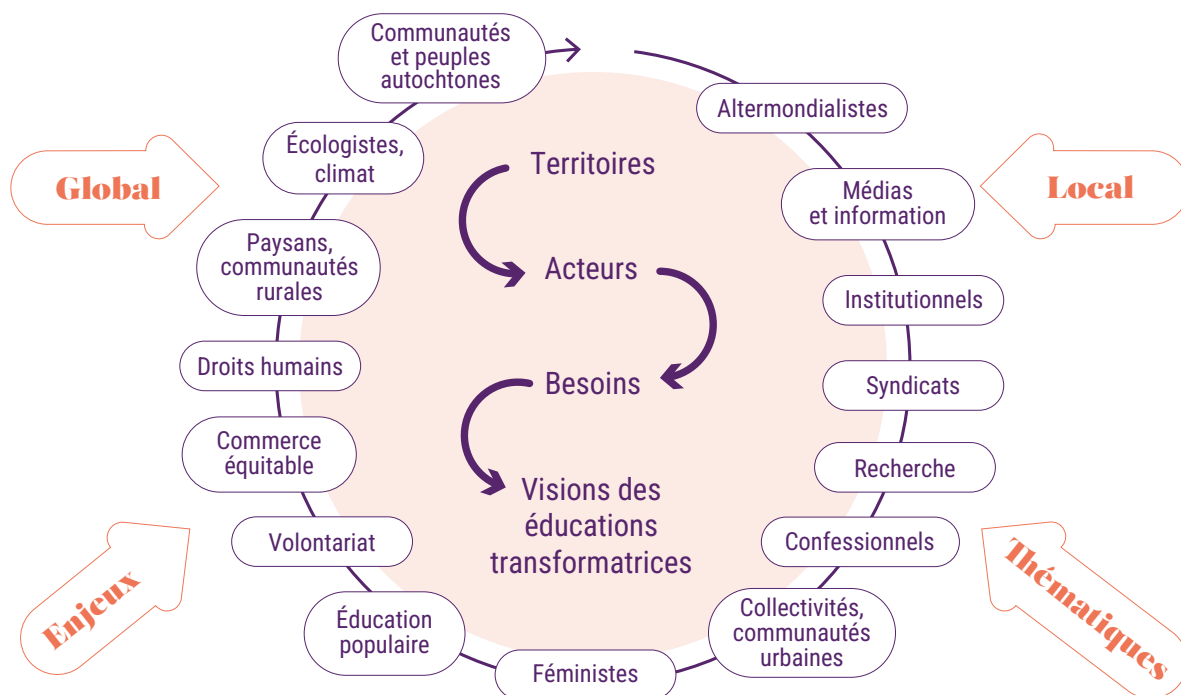 Communautés
et peuples
autochtones
Altermondialistes
Écologistes,
climat
Territoires
Global
Médias
et information
Local
Paysans,
communautés
rurales
Acteurs
Institutionnels
Droits humains
Besoins
Syndicats
Commerce
équitable
Recherche
Visions des
éducations
transformatrices
Volontariat
Confessionnels
Enjeux
Thématiques
Éducation
populaire
Collectivités,
communautés
urbaines
Féministes